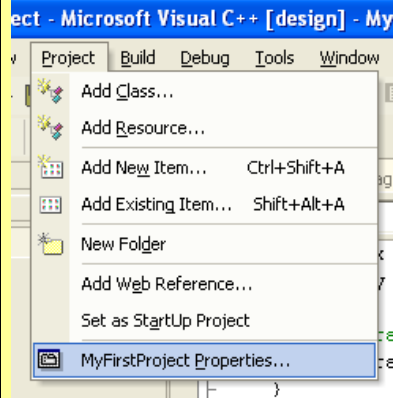 ect - Microsoft Visual C++ [design] - My
Project Build Debug Tools Window
Add Class...
Add Resource...
Add New Item... Ctrl+Shift+A
Add Existing Item... Shift+Alt+A
New Folder
Add Web Reference...
Set as StartUp Project
MyFirstProject Properties...
}